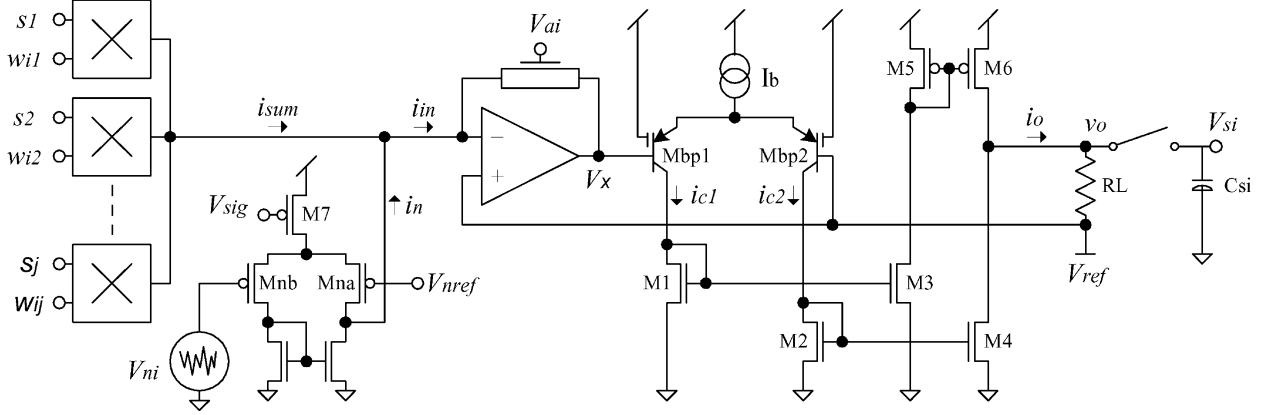 s1
wi1
s2
wi2
sj
wij
isum
iin
in
Vsig
M7
Mnb
Mna
Vnref
Vni
Vai
−
+
Vx
Ib
Mbp1
Mbp2
ic1
ic2
M1
M2
M3
M4
M5
M6
io
vo
Vsi
RL
Csi
Vref